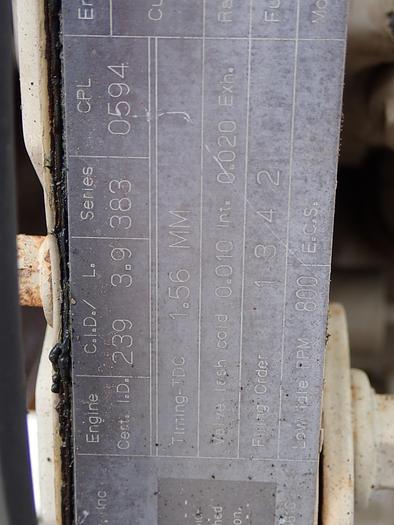 Inc
Engine C.I.D./ L. Series CPL
Cent. I.D. 239 3.9 383 0594
Timing-TDC 1.56 MM
Valve lash cold 0.010 Int. 0.020 Exh.
Firing Order 1 3 4 2
Low idle RPM 800 E.C.S.